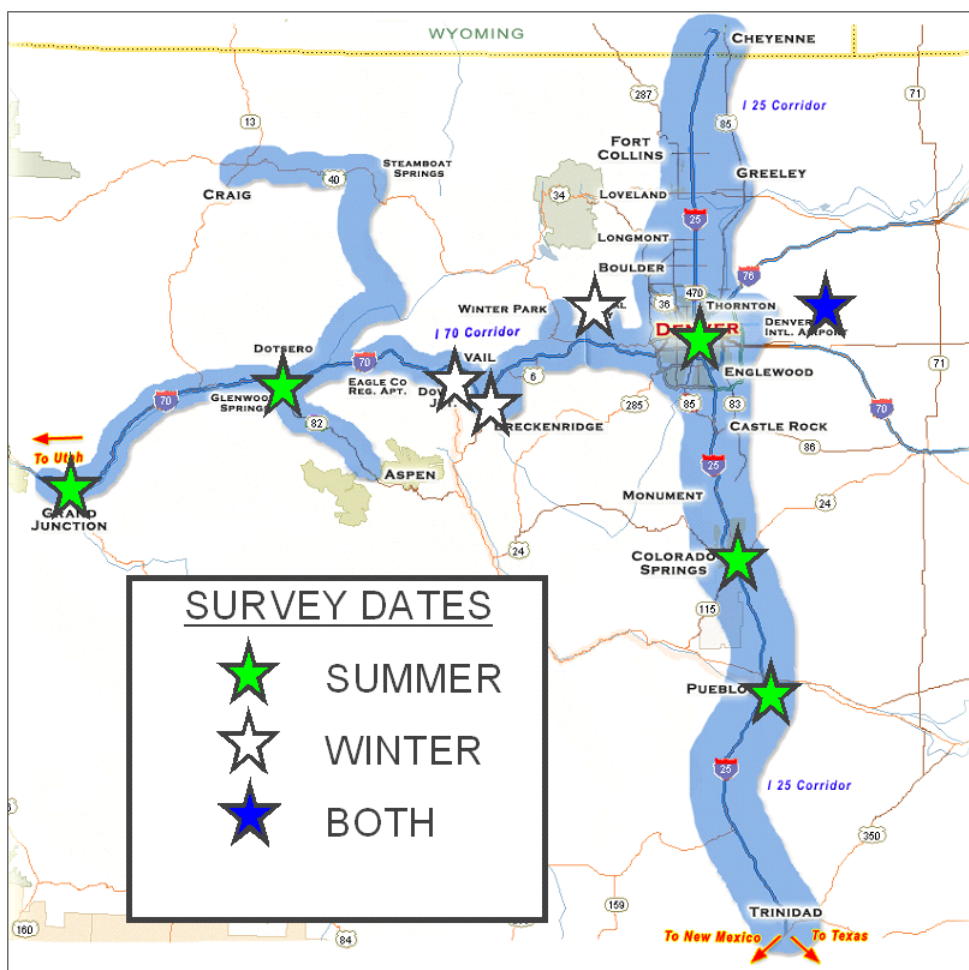 WYOMING
CHEYENNE
287
I 25 Corridor
85
71
13
FORT
COLLINS
STEAMBOAT
SPRINGS
40
CRAIG
GREELEY
34
LOVELAND
25
LONGMONT
BOULDER
76
470
36
THORNTON
WINTER PARK
DENVER
DENVER
INTL. AIRPORT
I 70 Corridor
DOTSERO
VAIL
70
EAGLE CO
REG. APT.
6
ENGLEWOOD
71
GLENWOOD
SPRINGS
70
285
85
83
70
82
BRECKENRIDGE
CASTLE ROCK
86
To Utah
ASPEN
25
GRAND
JUNCTION
MONUMENT
24
24
COLORADO
SPRINGS
115
SURVEY DATES
SUMMER
WINTER
BOTH
PUEBLO
25
I 25 Corridor
350
159
TRINIDAD
To New Mexico
To Texas
160
84